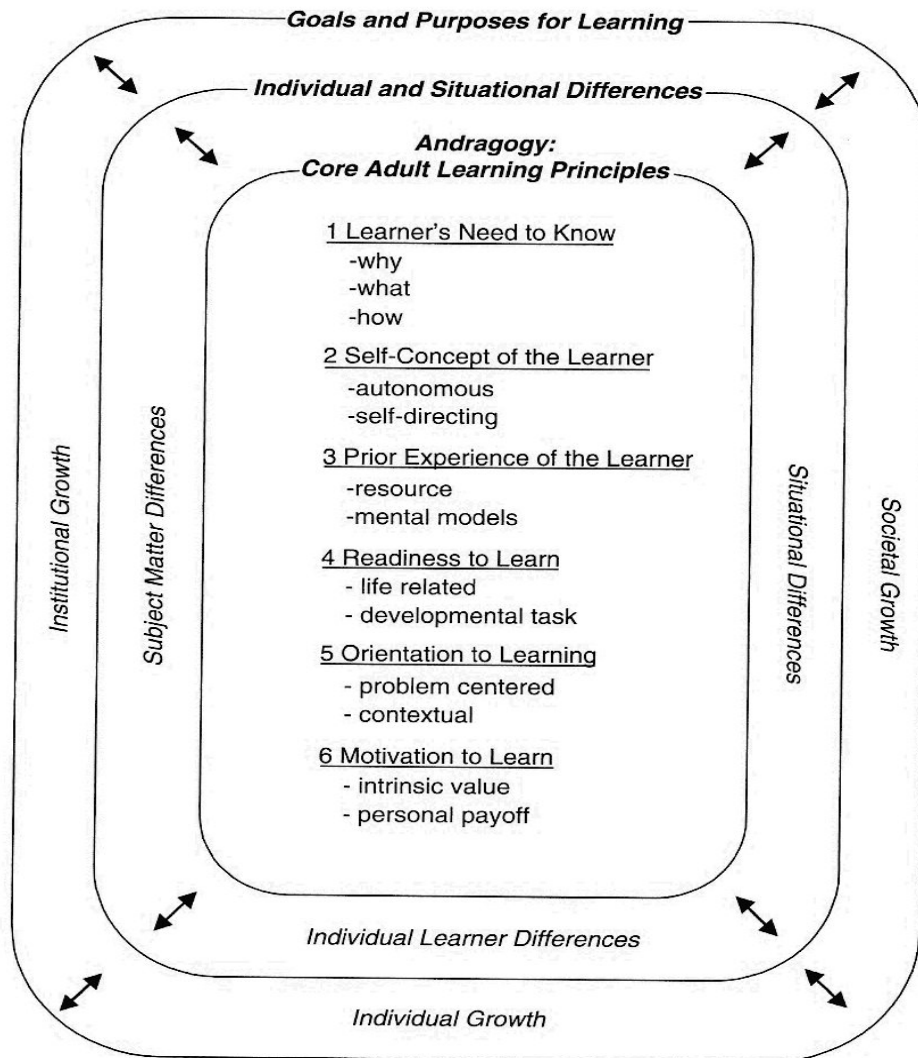 Goals and Purposes for Learning
Individual and Situational Differences
Andragogy:
Core Adult Learning Principles
1 Learner's Need to Know
-why
-what
-how
2 Self-Concept of the Learner
-autonomous
-self-directing
3 Prior Experience of the Learner
-resource
-mental models
4 Readiness to Learn
- life related
- developmental task
5 Orientation to Learning
- problem centered
- contextual
6 Motivation to Learn
- intrinsic value
- personal payoff
Institutional Growth
Subject Matter Differences
Situational Differences
Societal Growth
Individual Learner Differences
Individual Growth